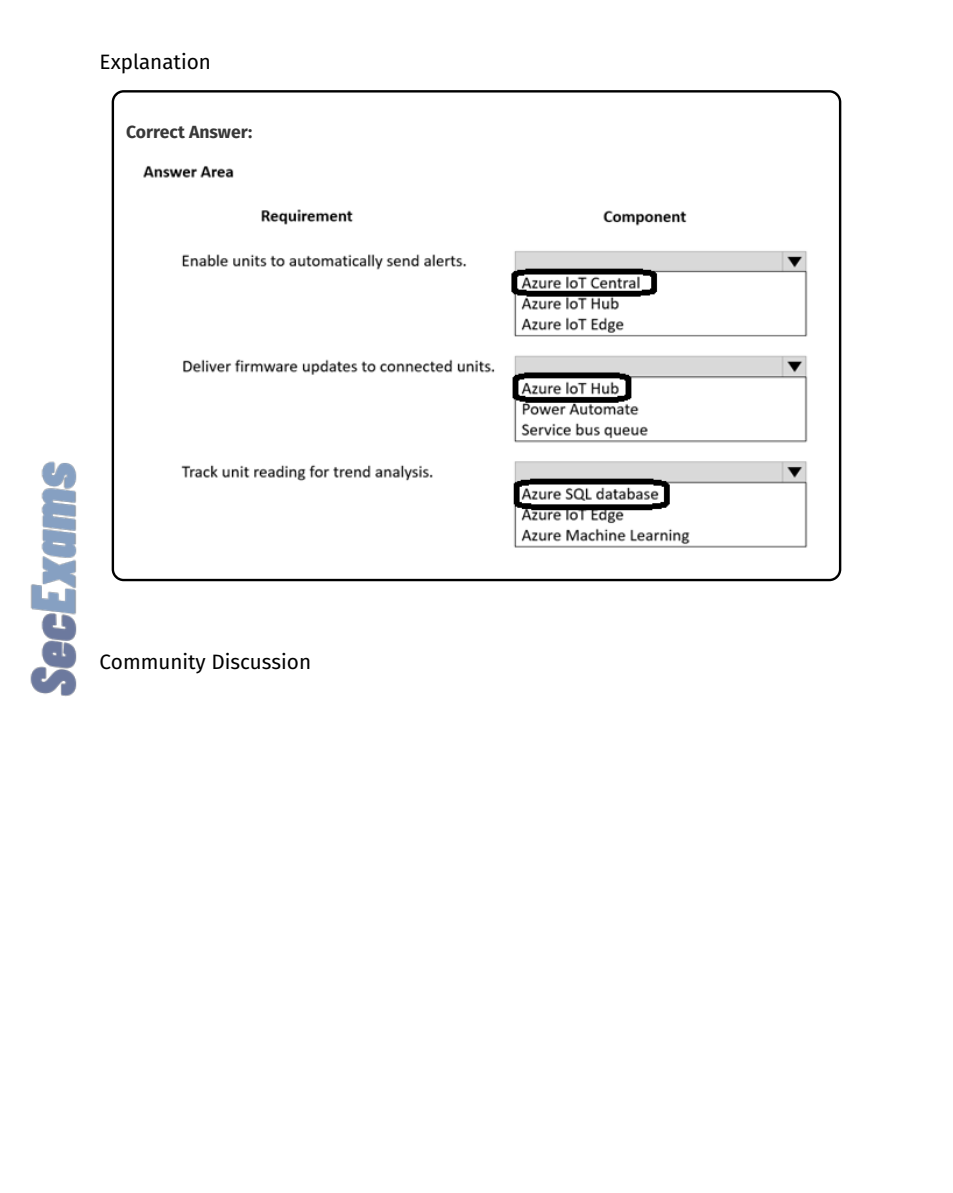 Explanation
Correct Answer:
Answer Area
Requirement Component
Enable units to automatically send alerts.
Azure IoT Central
Azure IoT Hub
Azure IoT Edge
Deliver firmware updates to connected units.
Azure IoT Hub
Power Automate
Service bus queue
Track unit reading for trend analysis.
Azure SQL database
Azure IoT Edge
Azure Machine Learning
SecExams
Community Discussion